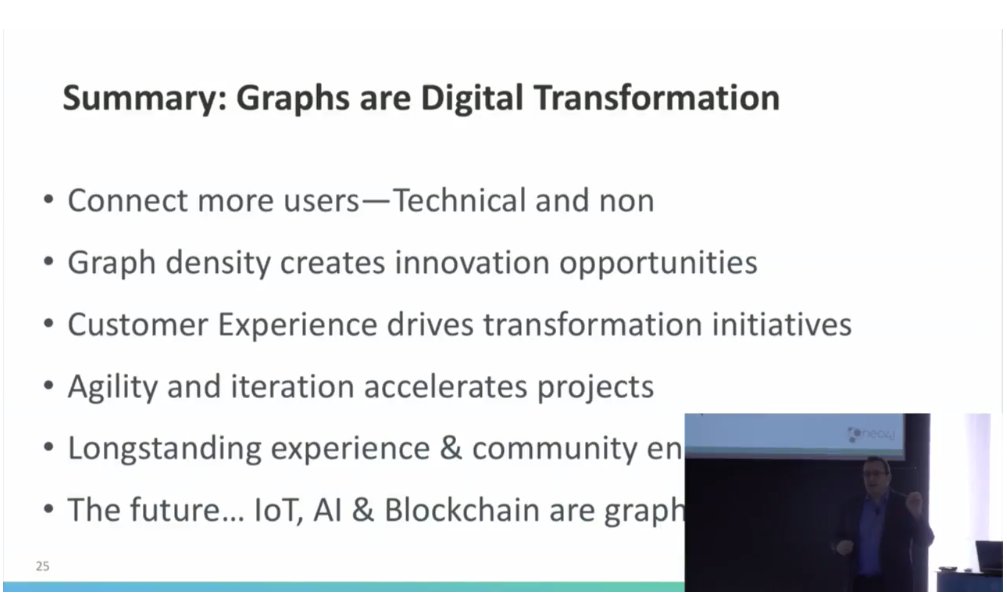 Summary: Graphs are Digital Transformation
• Connect more users—Technical and non
• Graph density creates innovation opportunities
• Customer Experience drives transformation initiatives
• Agility and iteration accelerates projects
• Longstanding experience & community en
• The future... IoT, AI & Blockchain are graph
neo4j
25